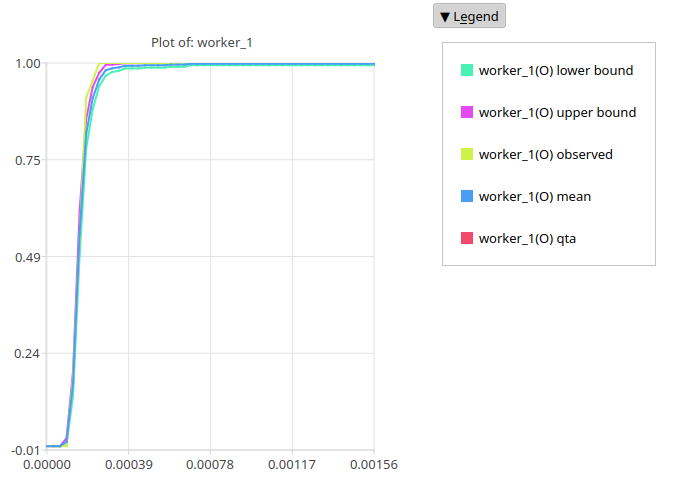 ▼ Legend
Plot of: worker_1
1.00
0.75
0.49
0.24
-0.01
0.00000 0.00039 0.00078 0.00117 0.00156
worker_1(O) lower bound
worker_1(O) upper bound
worker_1(O) observed
worker_1(O) mean
worker_1(O) qta